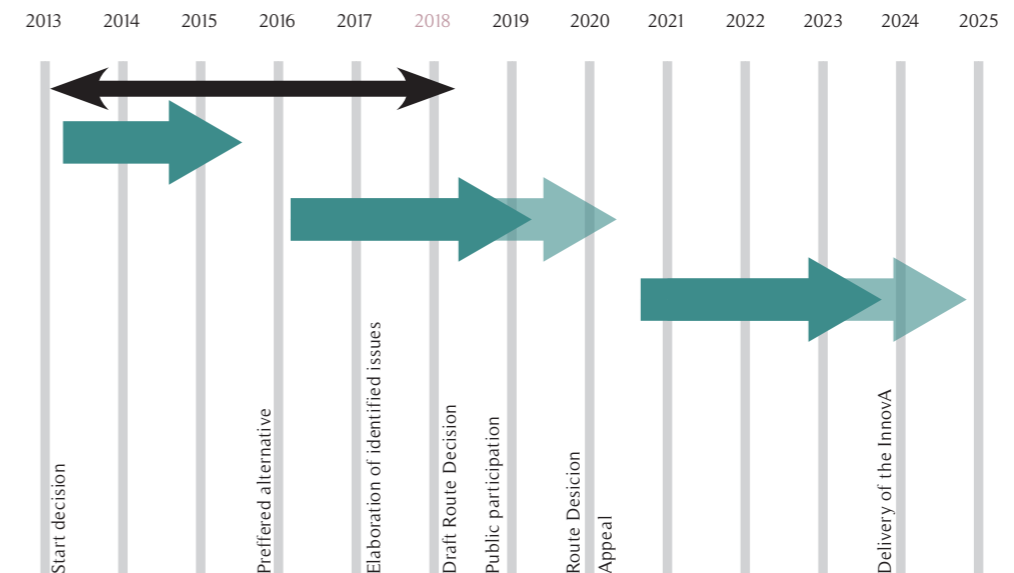 2013 2014 2015 2016 2017 2018 2019 2020 2021 2022 2023 2024 2025
Start decision
Preffered alternative
Elaboration of identified issues
Draft Route Decision
Public participation
Route Desicion
Appeal
Delivery of the InnovA